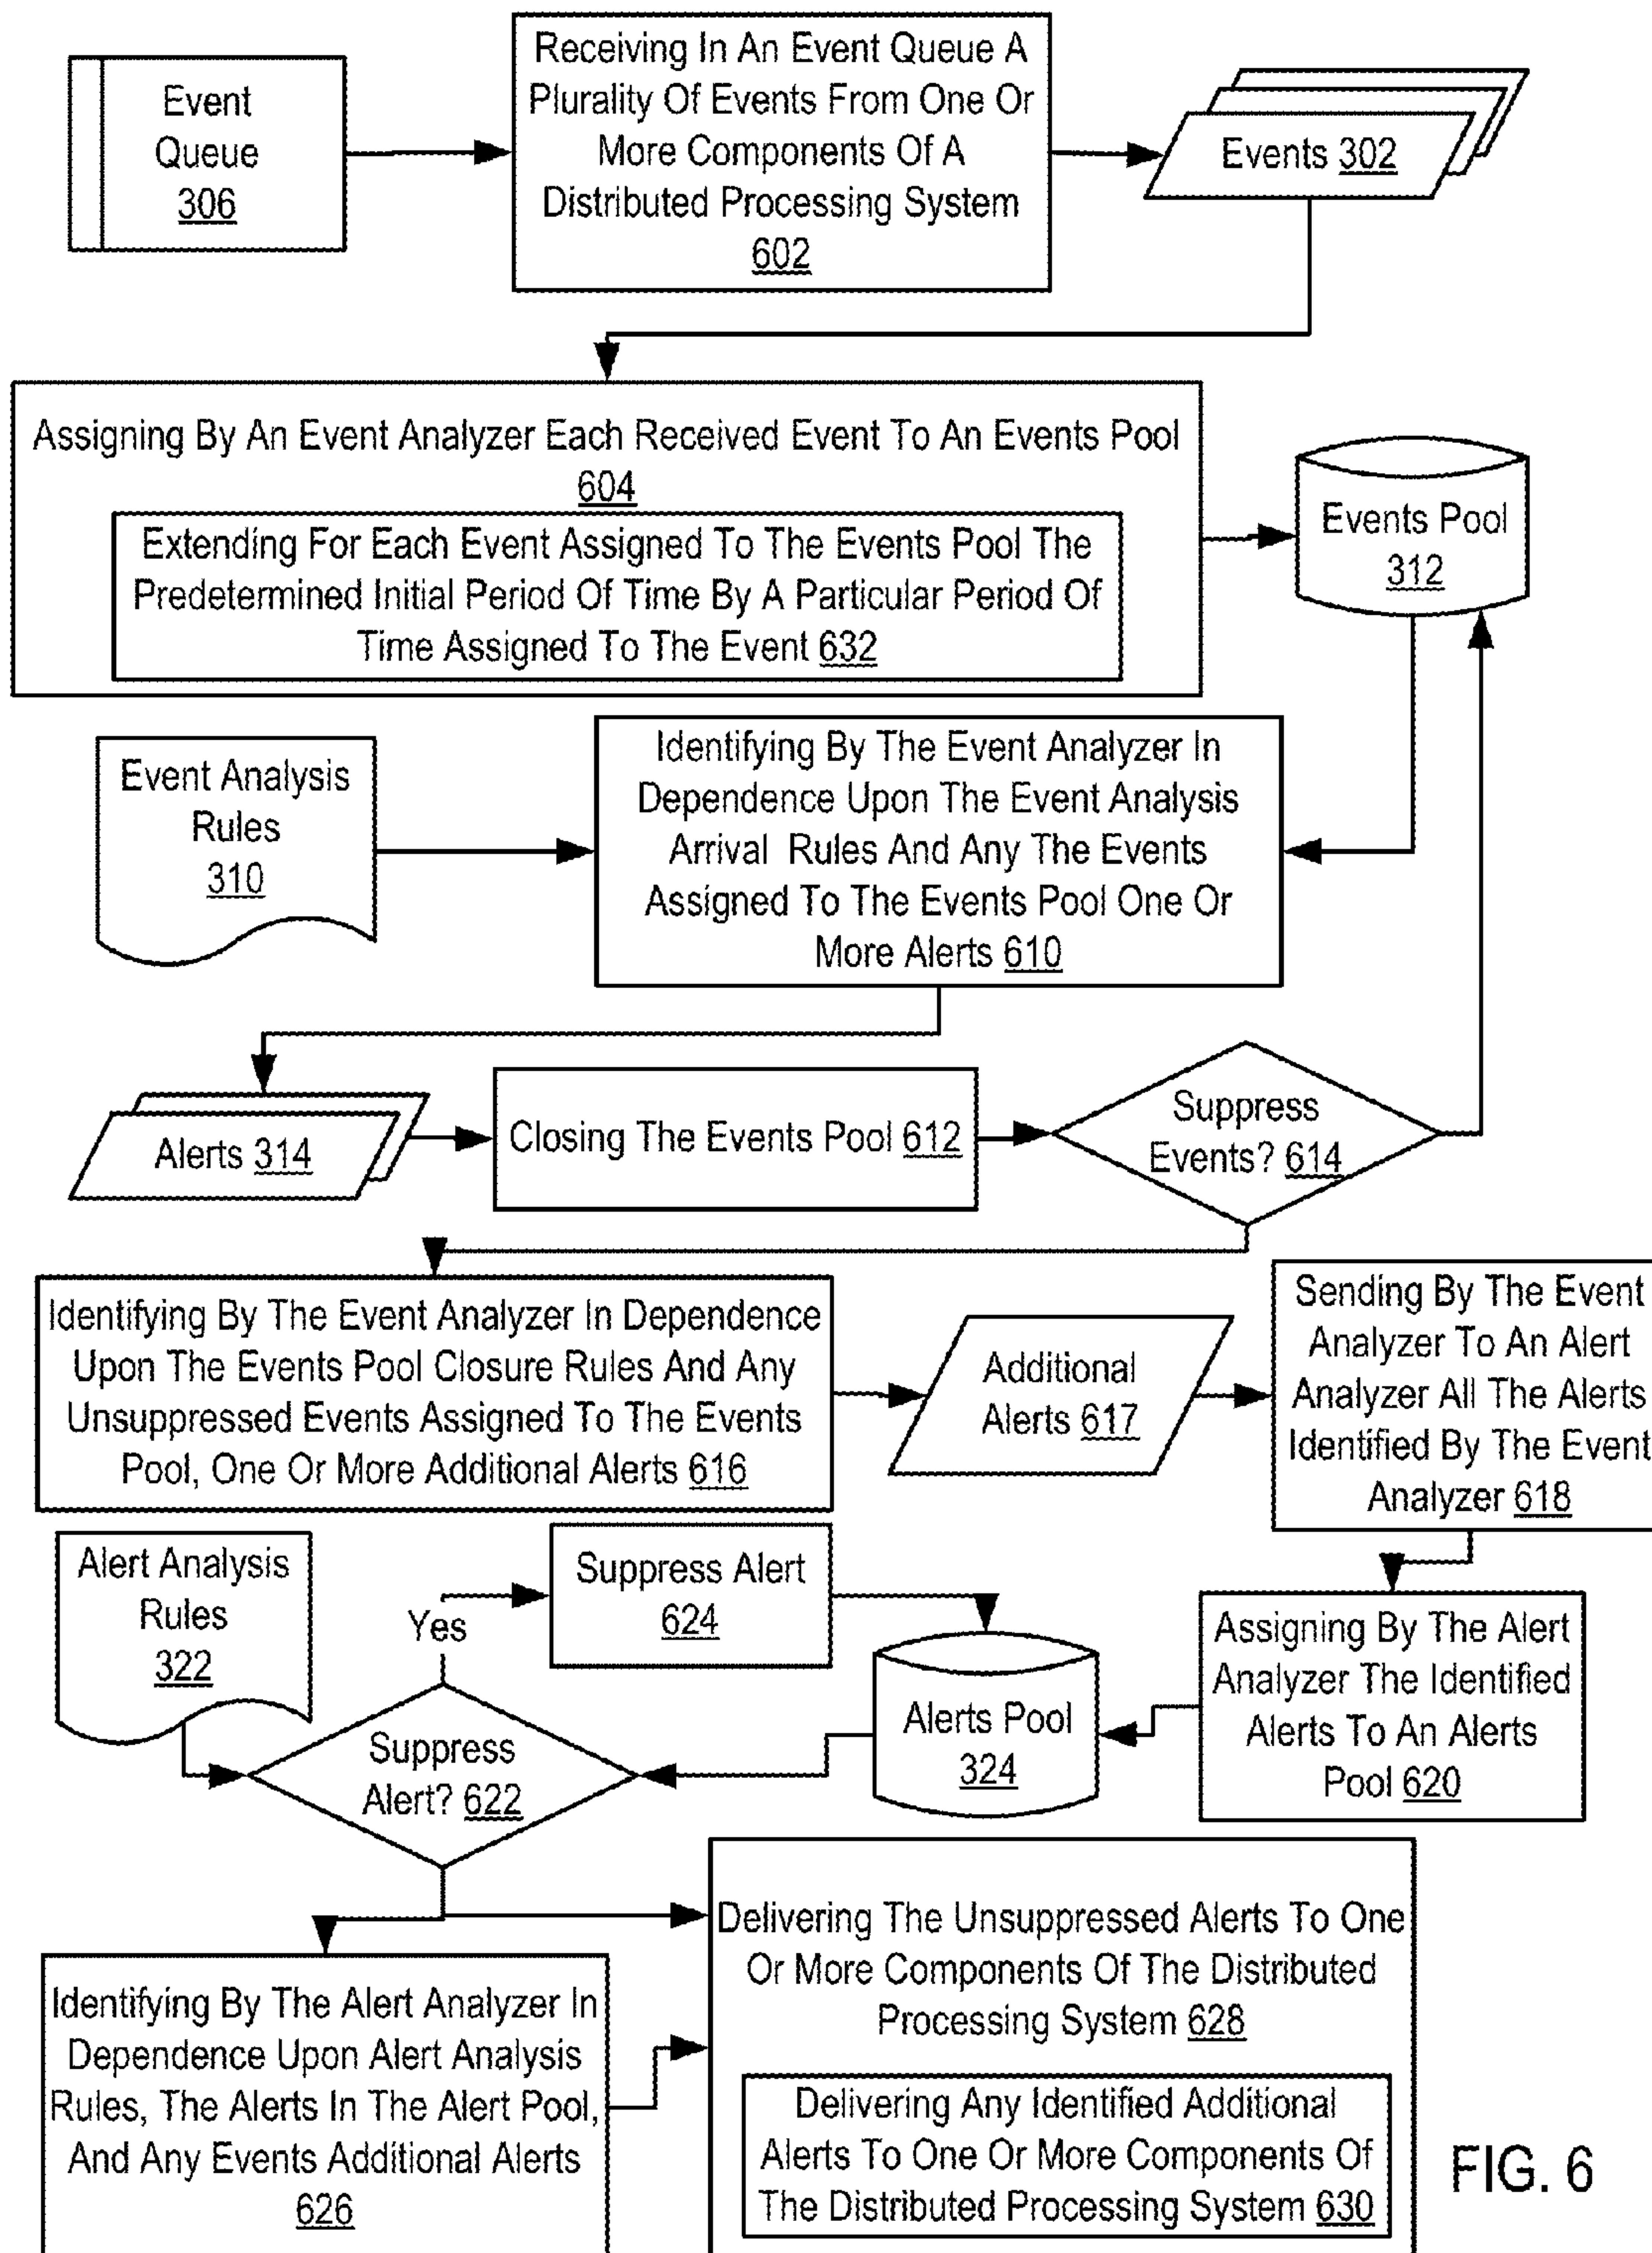 Event
Queue
306
Receiving In An Event Queue A
Plurality Of Events From One Or
More Components Of A
Distributed Processing System
602
Events 302
Assigning By An Event Analyzer Each Received Event To An Events Pool
604
Extending For Each Event Assigned To The Events Pool The
Predetermined Initial Period Of Time By A Particular Period Of
Time Assigned To The Event 632
Events Pool
312
Event Analysis
Rules
310
Identifying By The Event Analyzer In
Dependence Upon The Event Analysis
Arrival Rules And Any The Events
Assigned To The Events Pool One Or
More Alerts 610
Alerts 314
Closing The Events Pool 612
Suppress
Events? 614
Identifying By The Event Analyzer In Dependence
Upon The Events Pool Closure Rules And Any
Unsuppressed Events Assigned To The Events
Pool, One Or More Additional Alerts 616
Additional
Alerts 617
Sending By The Event
Analyzer To An Alert
Analyzer All The Alerts
Identified By The Event
Analyzer 618
Alert Analysis
Rules
322
Yes
Suppress Alert
624
Suppress
Alert? 622
Alerts Pool
324
Assigning By The Alert
Analyzer The Identified
Alerts To An Alerts
Pool 620
Identifying By The Alert Analyzer In
Dependence Upon Alert Analysis
Rules, The Alerts In The Alert Pool,
And Any Events Additional Alerts
626
Delivering The Unsuppressed Alerts To One
Or More Components Of The Distributed
Processing System 628
Delivering Any Identified Additional
Alerts To One Or More Components Of
The Distributed Processing System 630
FIG. 6